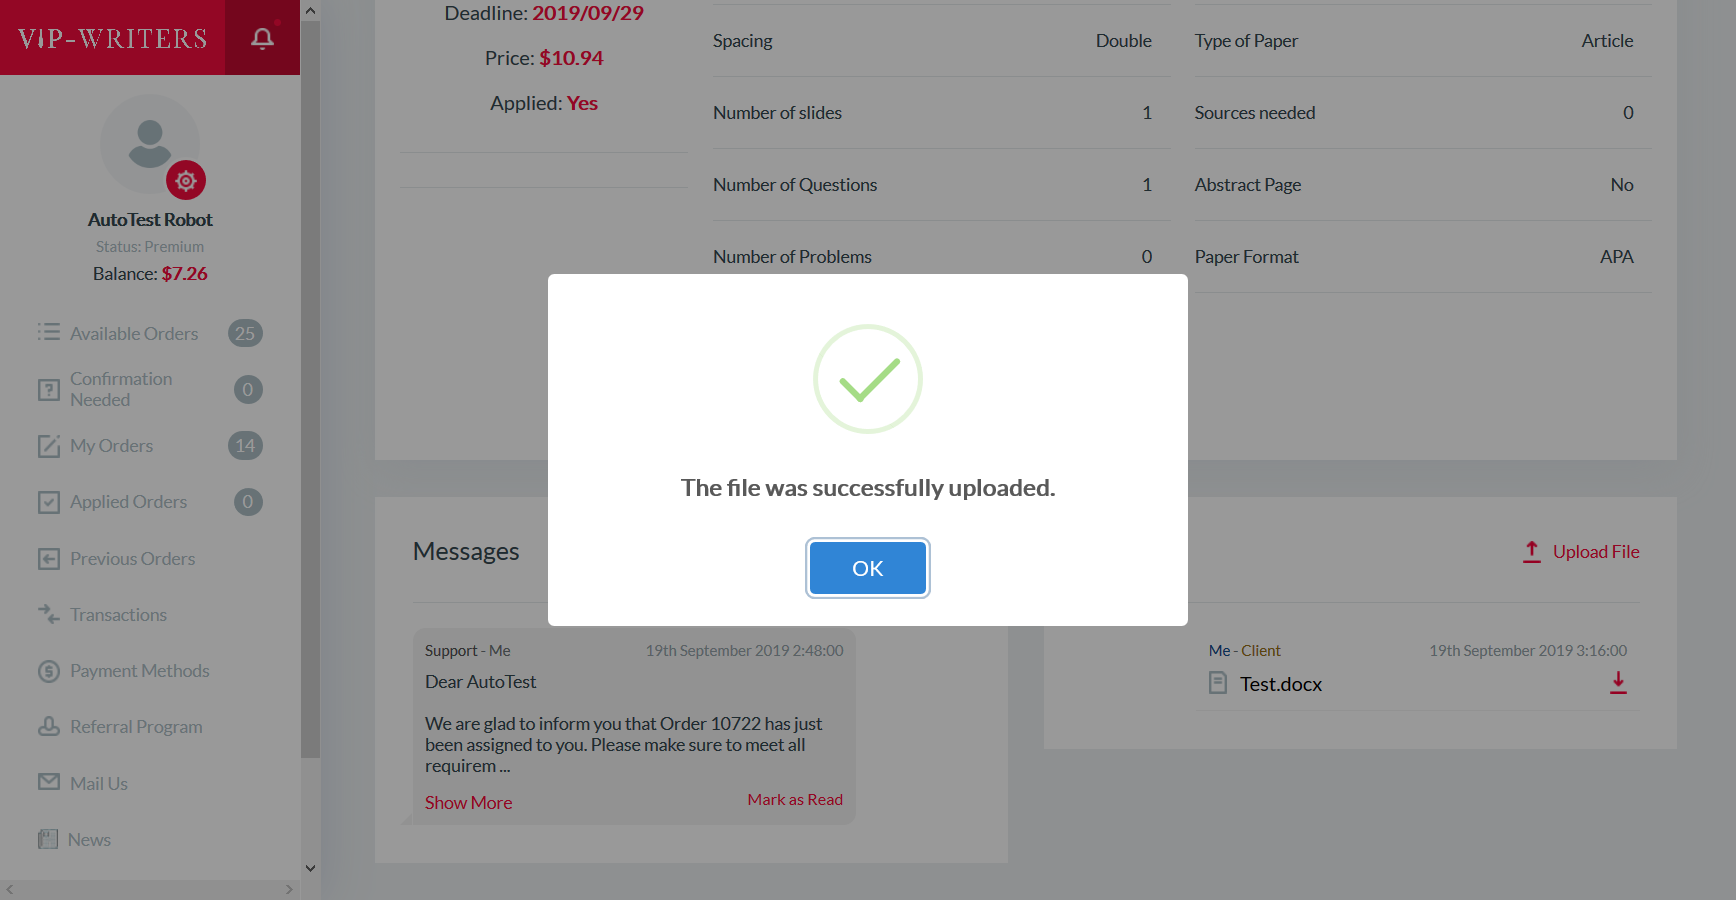 VIP-WRITERS
AutoTest Robot
Status: Premium
Balance: $7.26
Available Orders 25
Confirmation
Needed 0
My Orders 14
Applied Orders 0
Previous Orders
Transactions
Payment Methods
Referral Program
Mail Us
News
Deadline: 2019/09/29
Price: $10.94
Applied: Yes
Spacing Double
Number of slides 1
Number of Questions 1
Number of Problems 0
Type of Paper Article
Sources needed 0
Abstract Page No
Paper Format APA
The file was successfully uploaded.
OK
Messages
Support - Me 19th September 2019 2:48:00
Dear AutoTest
We are glad to inform you that Order 10722 has just
been assigned to you. Please make sure to meet all
requirem ...
Show More Mark as Read
Upload File
Me - Client 19th September 2019 3:16:00
Test.docx